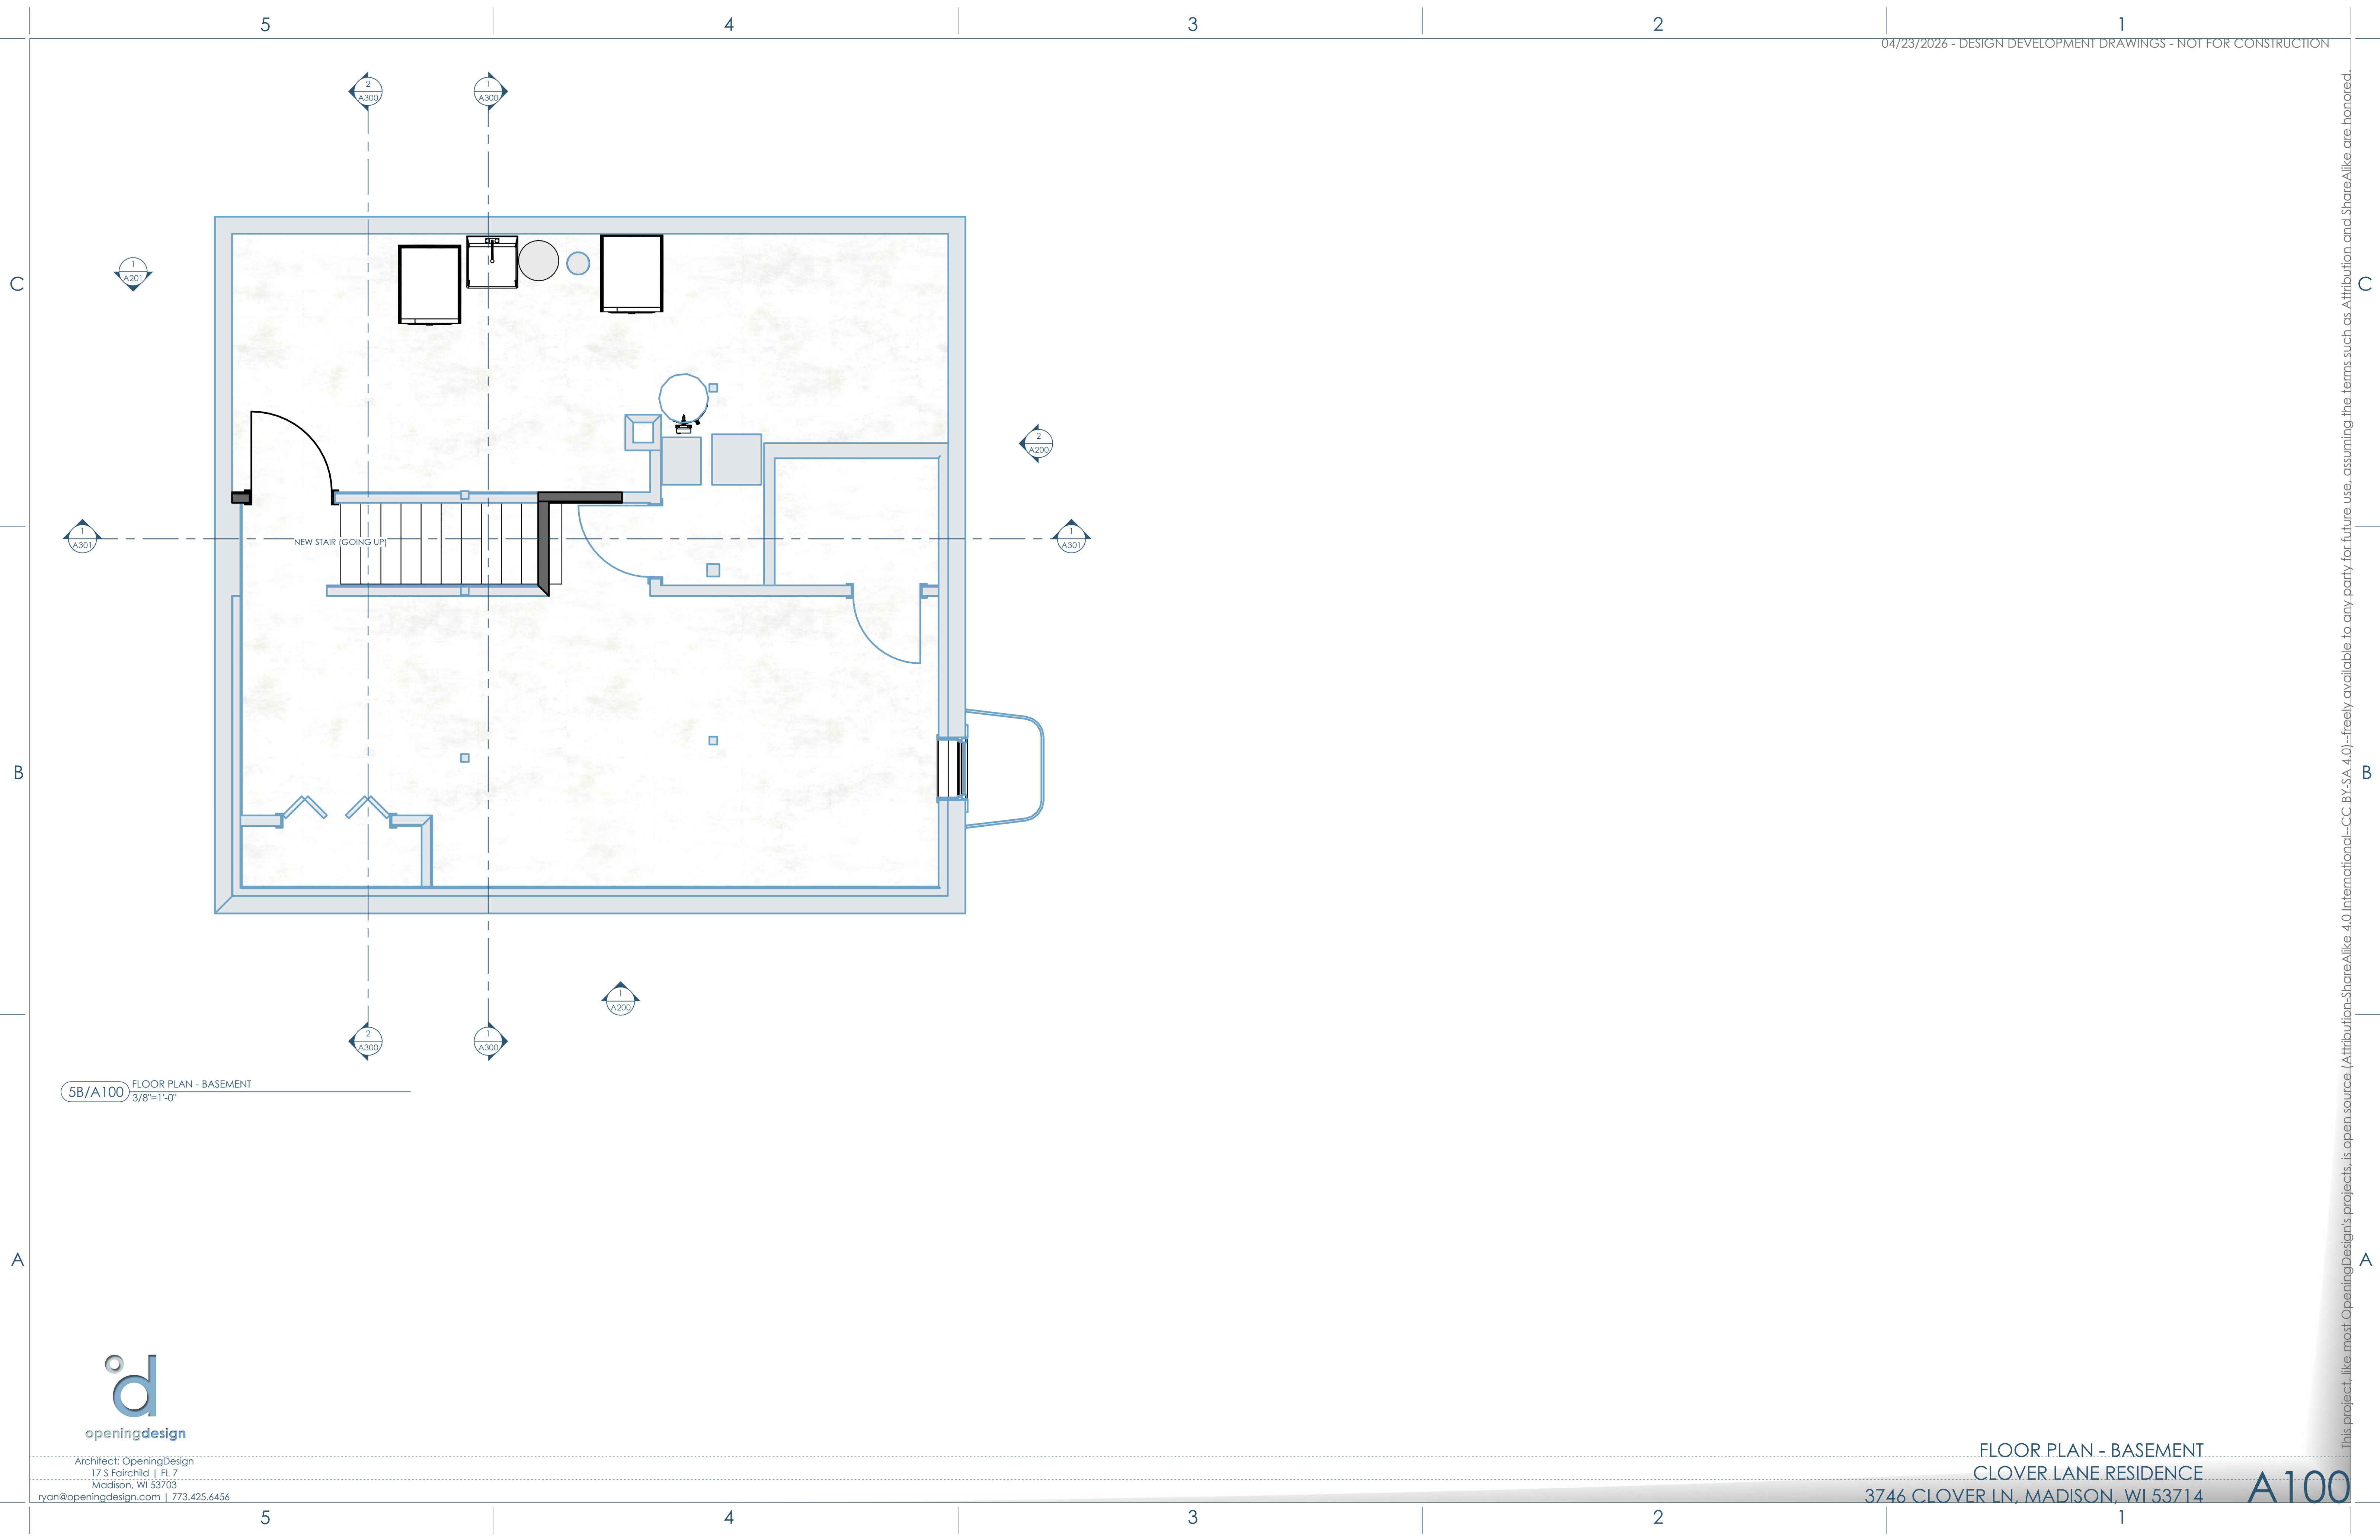 5 4 3 2 1
04/23/2026 - DESIGN DEVELOPMENT DRAWINGS - NOT FOR CONSTRUCTION
2
A300
1
A300
1
A201
C
C
2
A200
1
A301
NEW STAIR (GOING UP)
1
A301
B
B
1
A200
2
A300
1
A300
5B/A100
FLOOR PLAN - BASEMENT
3/8"=1'-0"
A
A
This project, like most OpeningDesign's projects, is open source (Attribution-ShareAlike 4.0 International--CC BY-SA 4.0)--freely available to any party for future use, assuming the terms such as Attribution and ShareAlike are honored.
openingdesign
Architect: OpeningDesign
17 S Fairchild | FL 7
Madison, WI 53703
ryan@openingdesign.com | 773.425.6456
FLOOR PLAN - BASEMENT
CLOVER LANE RESIDENCE
3746 CLOVER LN, MADISON, WI 53714
A100
5 4 3 2 1